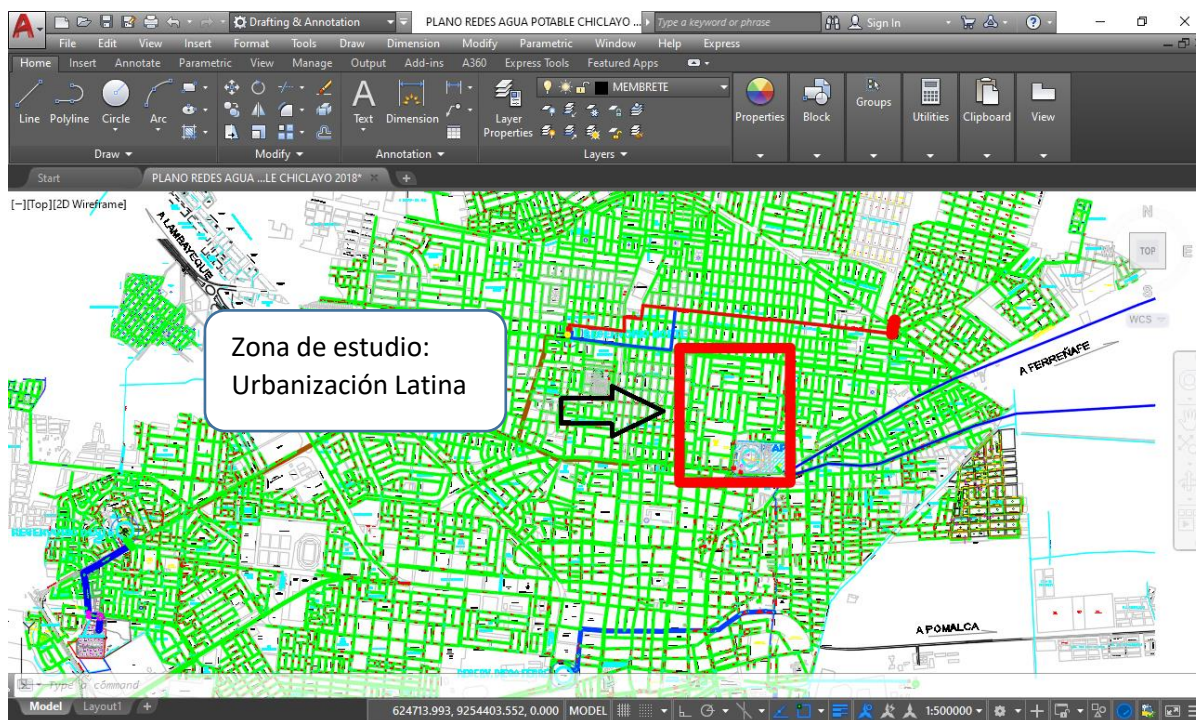 Drafting & Annotation
PLANO REDES AGUA POTABLE CHICLAYO ...
Type a keyword or phrase
Sign In
File Edit View Insert Format Tools Draw Dimension Modify Parametric Window Help Express
Home Insert Annotate Parametric View Manage Output Add-ins A360 Express Tools Featured Apps
Line Polyline Circle Arc
Text Dimension
Layer Properties
MEMBRETE
Properties Block Groups Utilities Clipboard View
Draw Modify Annotation Layers
Start PLANO REDES AGUA ...LE CHICLAYO 2018*
[–][Top][2D Wireframe]
A LAMBAYEQUE
N
TOP E
S
WCS
Zona de estudio:
Urbanización Latina
A FERREÑAFE
A POMALCA
Type a command
Model Layout1 +
624713.993, 9254403.552, 0.000 MODEL
1:500000